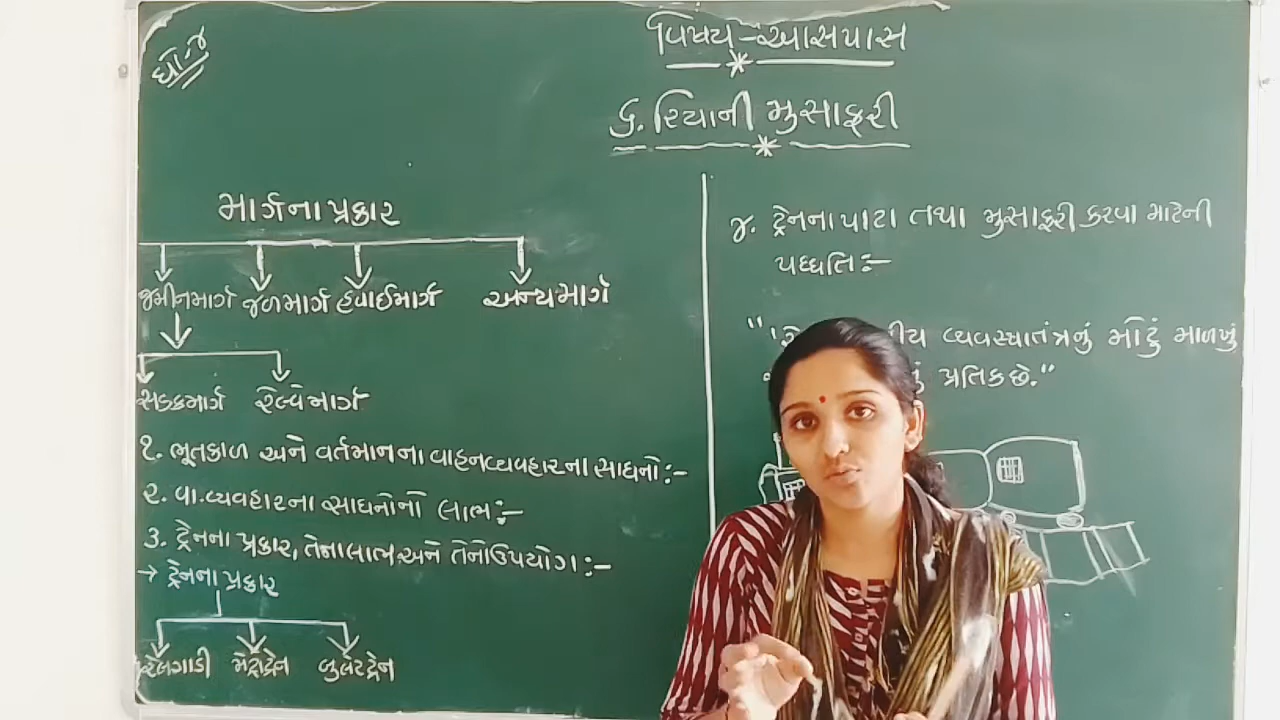 ધો-૪
વિષય - આસપાસ
૬. રિયાની મુસાફરી
માર્ગના પ્રકાર
જમીનમાર્ગ જળમાર્ગ હવાઈમાર્ગ અન્યમાર્ગ
સડકમાર્ગ રેલ્વેમાર્ગ
૧. ભૂતકાળ અને વર્તમાનના વાહનવ્યવહારના સાધનો:-
૨. વા.વ્યવહારના સાધનોનો લાભ:-
૩. ટ્રેનના પ્રકાર, તેના લાભ અને તેનો ઉપયોગ:-
→ ટ્રેનના પ્રકાર
રેલગાડી મેટ્રોટ્રેન બુલેટટ્રેન
૪. ટ્રેનના પાટા તથા મુસાફરી કરવા માટેની
પધ્ધતિ:-
વ્યવસ્થાતંત્રનું મોટું માળખું
પ્રતિક છે."